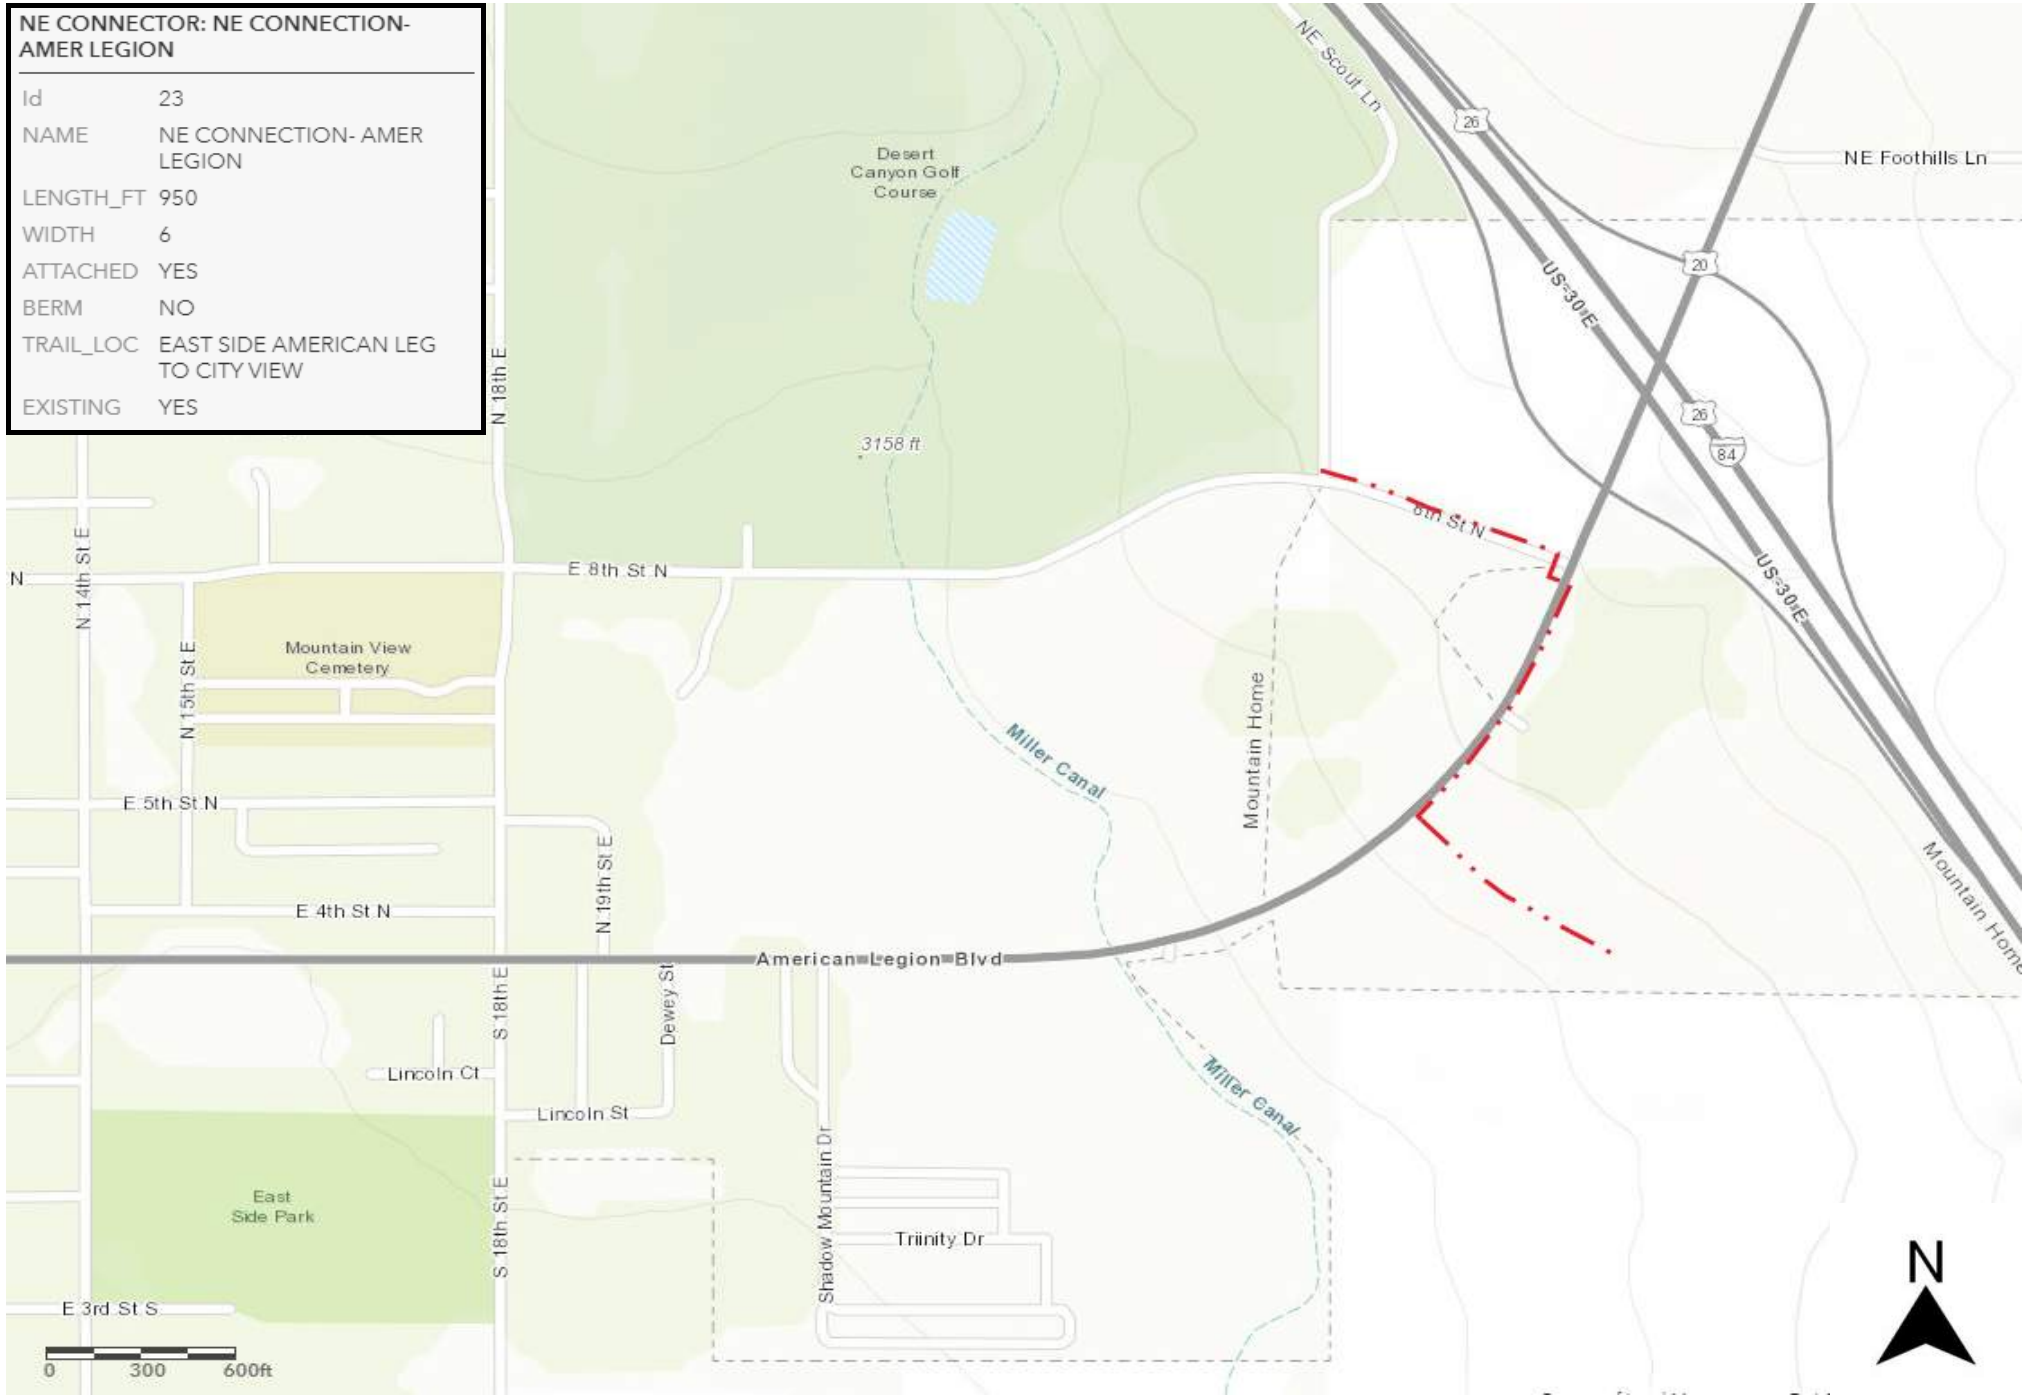 NE CONNECTOR: NE CONNECTION-
AMER LEGION
Id 23
NAME NE CONNECTION- AMER
LEGION
LENGTH_FT 950
WIDTH 6
ATTACHED YES
BERM NO
TRAIL_LOC EAST SIDE AMERICAN LEG
TO CITY VIEW
EXISTING YES
NE Scout Ln
26
NE Foothills Ln
Desert
Canyon Golf
Course
20
US-30 E
N 18th E
26
84
3158 ft
8th St N
N 14th St E
N
E 8th St N
US-30 E
Mountain View
Cemetery
N 15th St E
Mountain Home
Miller Canal
E 5th St N
N 19th St E
Mountain Home
E 4th St N
American Legion Blvd
S 18th E
Dewey St
Lincoln Ct
Lincoln St
Miller Canal
East
Side Park
S 18th St E
Shadow Mountain Dr
Triinity Dr
N
E 3rd St S
0 300 600ft